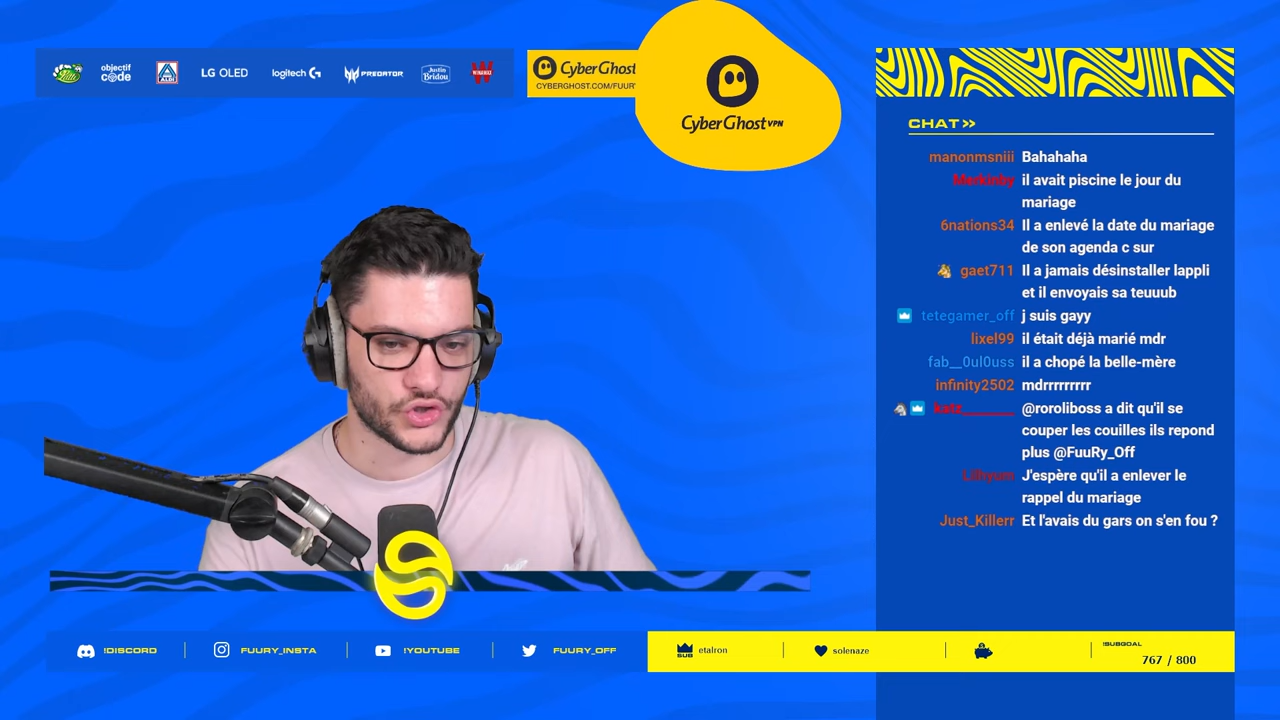 objectif
code
ALDI
LG OLED
logitech G
PREDATOR
Justin
Bridou
W
CyberGhost
CYBERGHOST.COM/FUUR
CyberGhost VPN
CHAT
manonmsniii Bahahaha
Merkinby il avait piscine le jour du
mariage
6nations34 Il a enlevé la date du mariage
de son agenda c sur
gaet711 Il a jamais désinstaller lappli
et il envoyais sa teuuub
tetegamer_off j suis gayy
lixel99 il était déjà marié mdr
fab__0ul0uss il a chopé la belle-mère
infinity2502 mdrrrrrrrrr
@roroliboss a dit qu'il se
couper les couilles ils repond
plus @FuuRy_Off
J'espère qu'il a enlever le
rappel du mariage
Just_Killerr Et l'avais du gars on s'en fou ?
!DISCORD
FUURY_INSTA
!YOUTUBE
FUURY_OFF
SUB
etalron
solenaze
!SUBGOAL
767 / 800